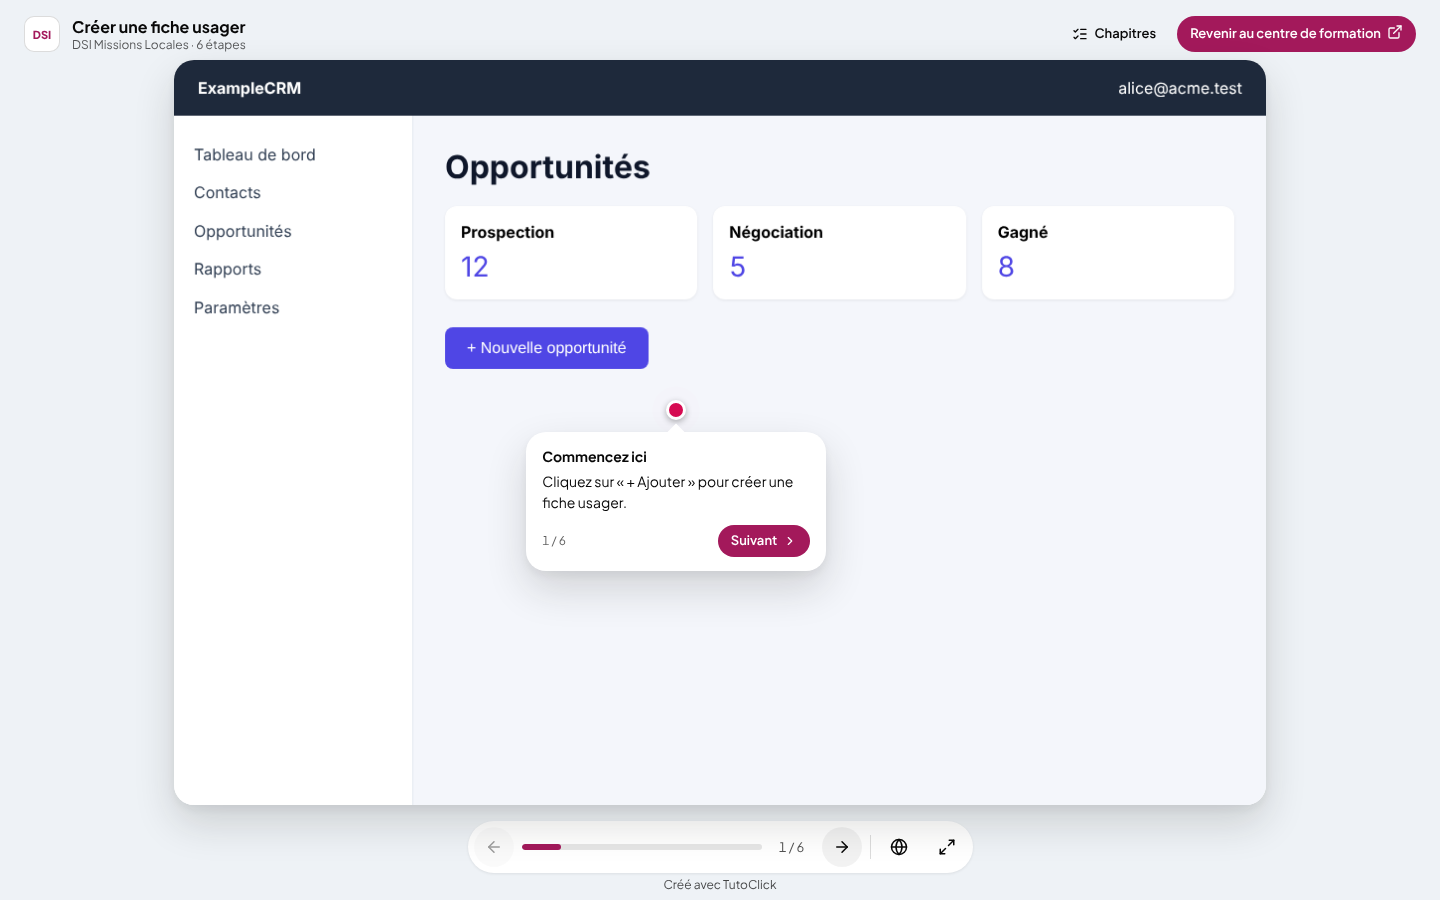 DSI
Créer une fiche usager
DSI Missions Locales · 6 étapes
Chapitres
Revenir au centre de formation
ExampleCRM
alice@acme.test
Tableau de bord
Contacts
Opportunités
Rapports
Paramètres
Opportunités
Prospection
12
Négociation
5
Gagné
8
+ Nouvelle opportunité
Commencez ici
Cliquez sur « + Ajouter » pour créer une
fiche usager.
1 / 6
Suivant
1 / 6
Créé avec TutoClick